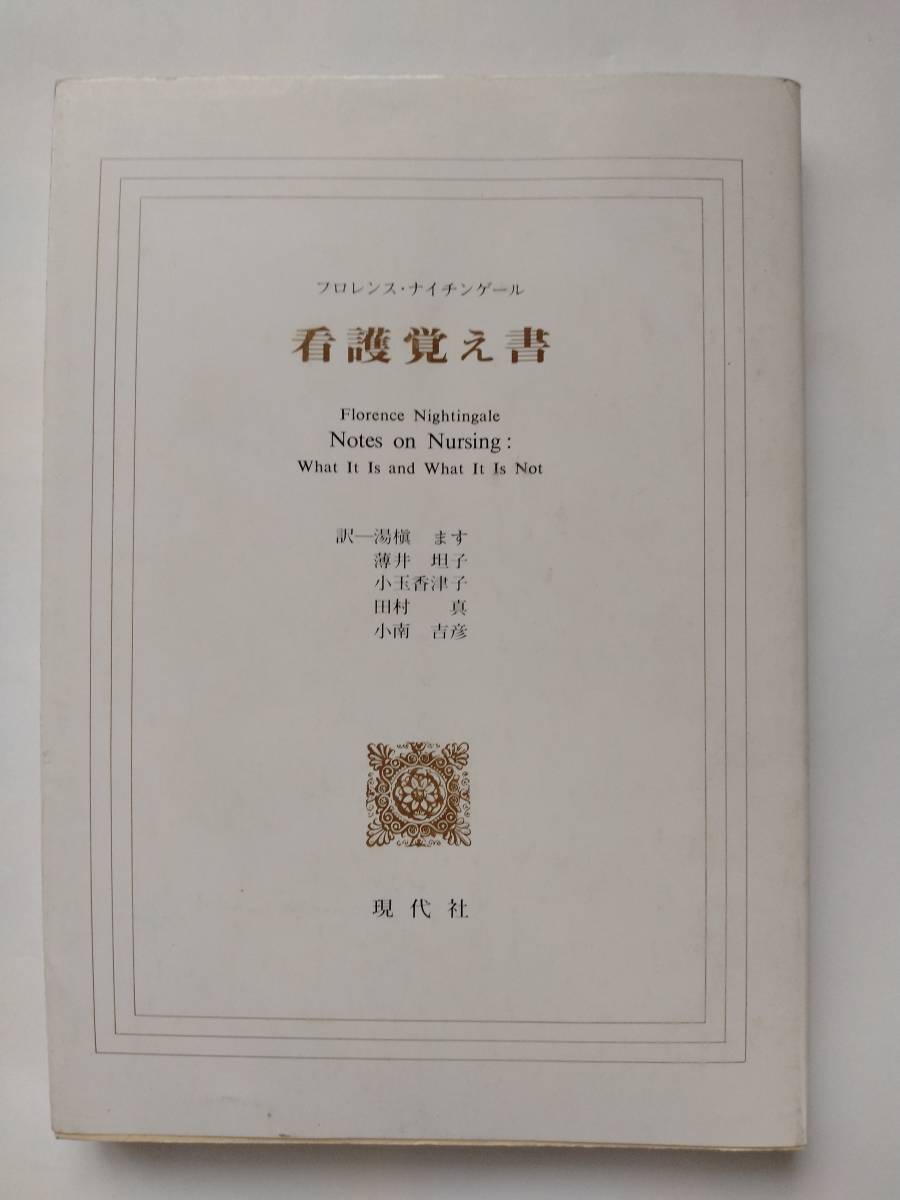 フロレンス・ナイチンゲール
看護覚え書
Florence Nightingale
Notes on Nursing:
What It Is and What It Is Not
訳―湯槇 ます
薄井 坦子
小玉香津子
田村 真
小南 吉彦
現代社